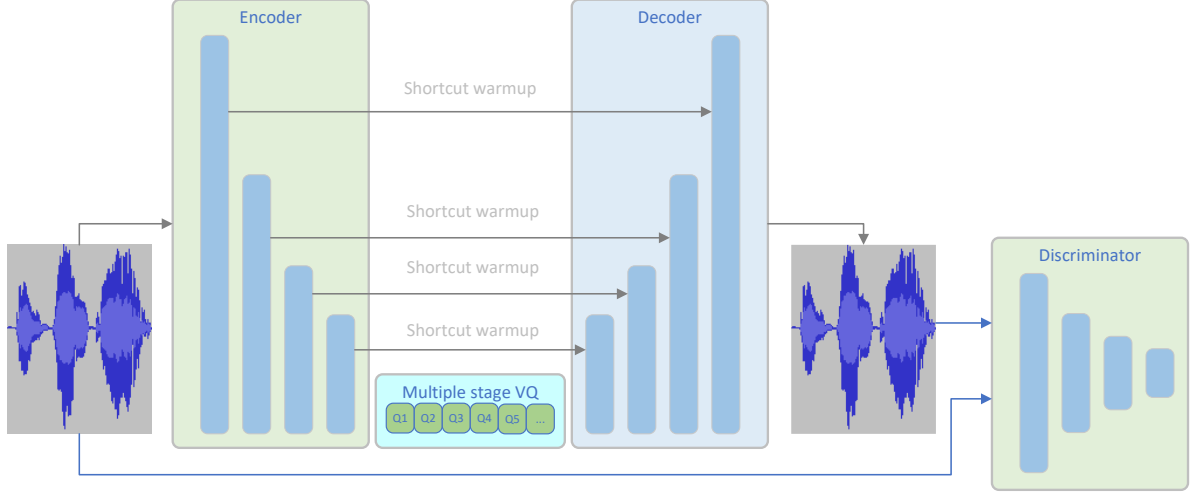 Encoder
Decoder
Shortcut warmup
Shortcut warmup
Shortcut warmup
Shortcut warmup
Discriminator
Multiple stage VQ
Q1 Q2 Q3 Q4 Q5 ...